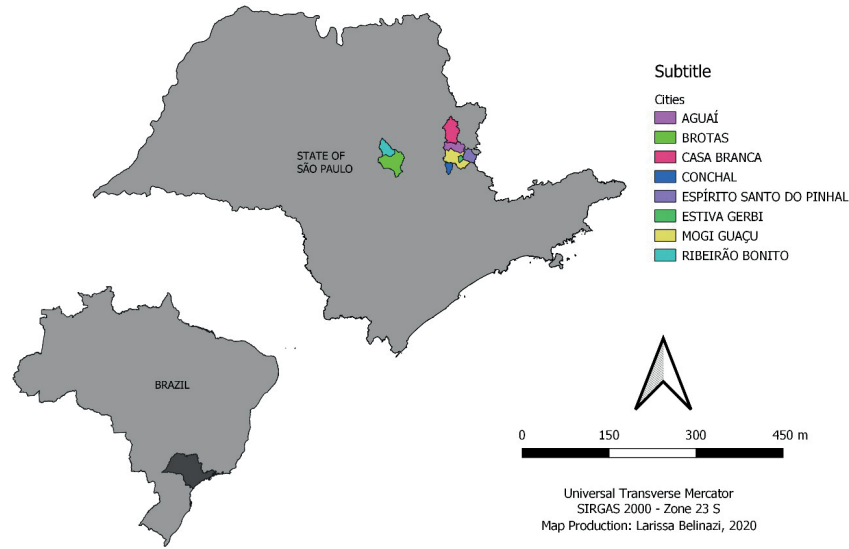 STATE OF
SÃO PAULO
Subtitle
Cities
AGUAÍ
BROTAS
CASA BRANCA
CONCHAL
ESPÍRITO SANTO DO PINHAL
ESTIVA GERBI
MOGI GUAÇU
RIBEIRÃO BONITO
BRAZIL
0 150 300 450 m
Universal Transverse Mercator
SIRGAS 2000 - Zone 23 S
Map Production: Larissa Belinazi, 2020